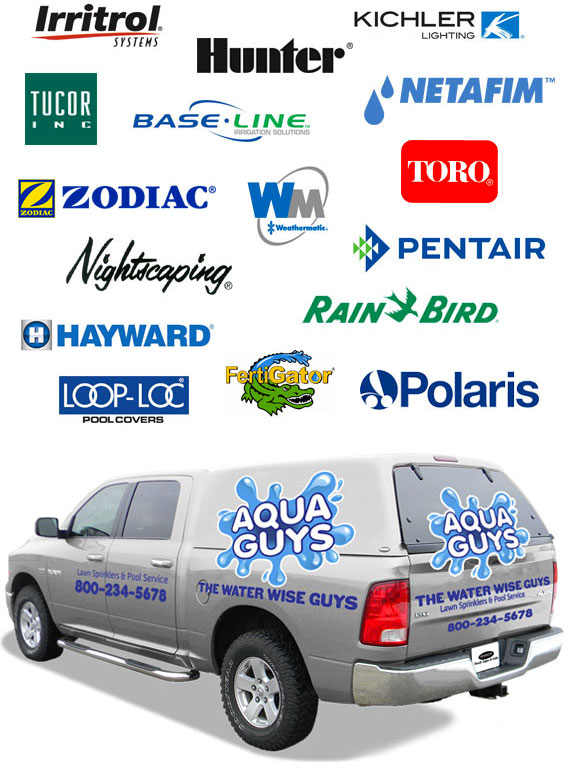 Irritrol®
SYSTEMS
KICHLER®
LIGHTING
Hunter®
TUCOR
INC
BASE·LINE™
IRRIGATION SOLUTIONS
NETAFIM™
TORO®
ZODIAC
ZODIAC®
WM
Weathermatic®
PENTAIR
Nightscaping®
RAIN BIRD®
HAYWARD®
LOOP-LOC®
POOL COVERS
FertiGator®
Polaris
AQUA
GUYS
THE WATER WISE GUYS
Lawn Sprinklers & Pool Service
800-234-5678
AQUA
GUYS
THE WATER WISE GUYS
Lawn Sprinklers & Pool Service
800-234-5678